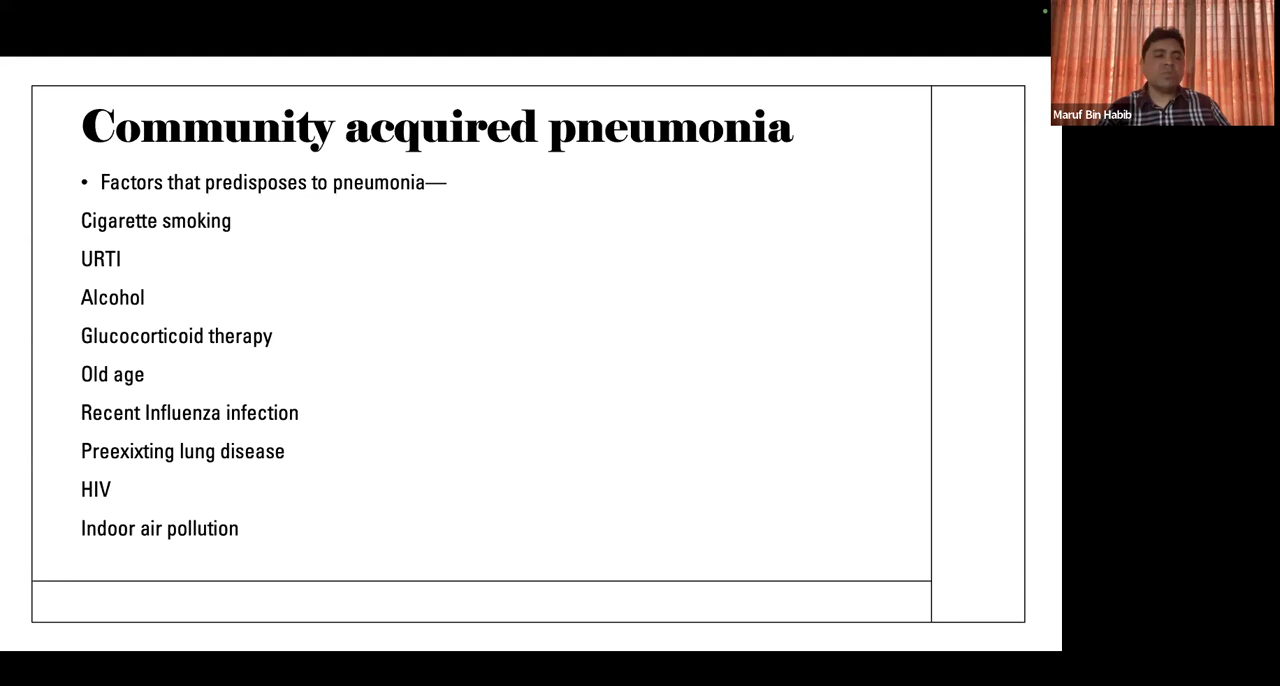 Community acquired pneumonia
• Factors that predisposes to pneumonia—
Cigarette smoking
URTI
Alcohol
Glucocorticoid therapy
Old age
Recent Influenza infection
Preexixting lung disease
HIV
Indoor air pollution
Maruf Bin Habib